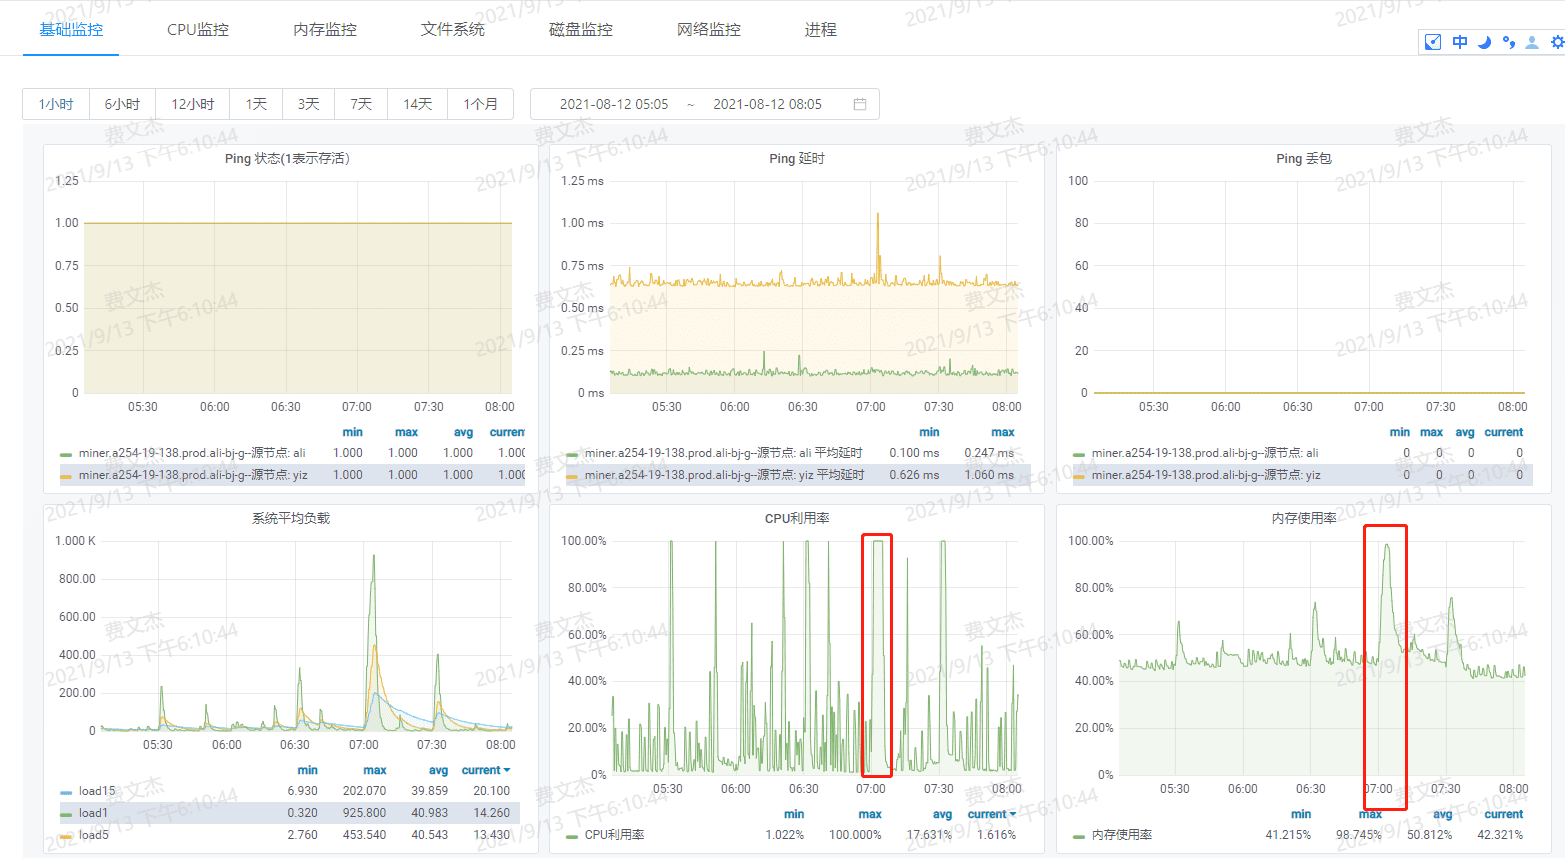 基础监控 CPU监控 内存监控 文件系统 磁盘监控 网络监控 进程
中
1小时 6小时 12小时 1天 3天 7天 14天 1个月 2021-08-12 05:05 ~ 2021-08-12 08:05
Ping 状态(1表示存活)
1.25
1.00
0.75
0.50
0.25
0
05:30 06:00 06:30 07:00 07:30 08:00
min max avg current
miner.a254-19-138.prod.ali-bj-g--源节点: ali 1.000 1.000 1.000 1.000
miner.a254-19-138.prod.ali-bj-g--源节点: yiz 1.000 1.000 1.000 1.000
Ping 延时
1.25 ms
1.00 ms
0.75 ms
0.50 ms
0.25 ms
0 ms
05:30 06:00 06:30 07:00 07:30 08:00
min max
miner.a254-19-138.prod.ali-bj-g--源节点: ali 平均延时 0.100 ms 0.247 ms
miner.a254-19-138.prod.ali-bj-g--源节点: yiz 平均延时 0.626 ms 1.060 ms
Ping 丢包
100
80
60
40
20
0
05:30 06:00 06:30 07:00 07:30 08:00
min max avg current
miner.a254-19-138.prod.ali-bj-g--源节点: ali 0 0 0 0
miner.a254-19-138.prod.ali-bj-g--源节点: yiz 0 0 0 0
系统平均负载
1.000 K
800.00
600.00
400.00
200.00
0
05:30 06:00 06:30 07:00 07:30 08:00
min max avg current
load15 6.930 202.070 39.859 20.100
load1 0.320 925.800 40.983 14.260
load5 2.760 453.540 40.543 13.430
CPU利用率
100.00%
80.00%
60.00%
40.00%
20.00%
0%
05:30 06:00 06:30 07:00 07:30 08:00
min max avg current
CPU利用率 1.022% 100.000% 17.631% 1.616%
内存使用率
100.00%
80.00%
60.00%
40.00%
20.00%
0%
05:30 06:00 06:30 07:00 07:30 08:00
min max avg current
内存使用率 41.215% 98.745% 50.812% 42.321%
费文杰
2021/9/13 下午6:10:44